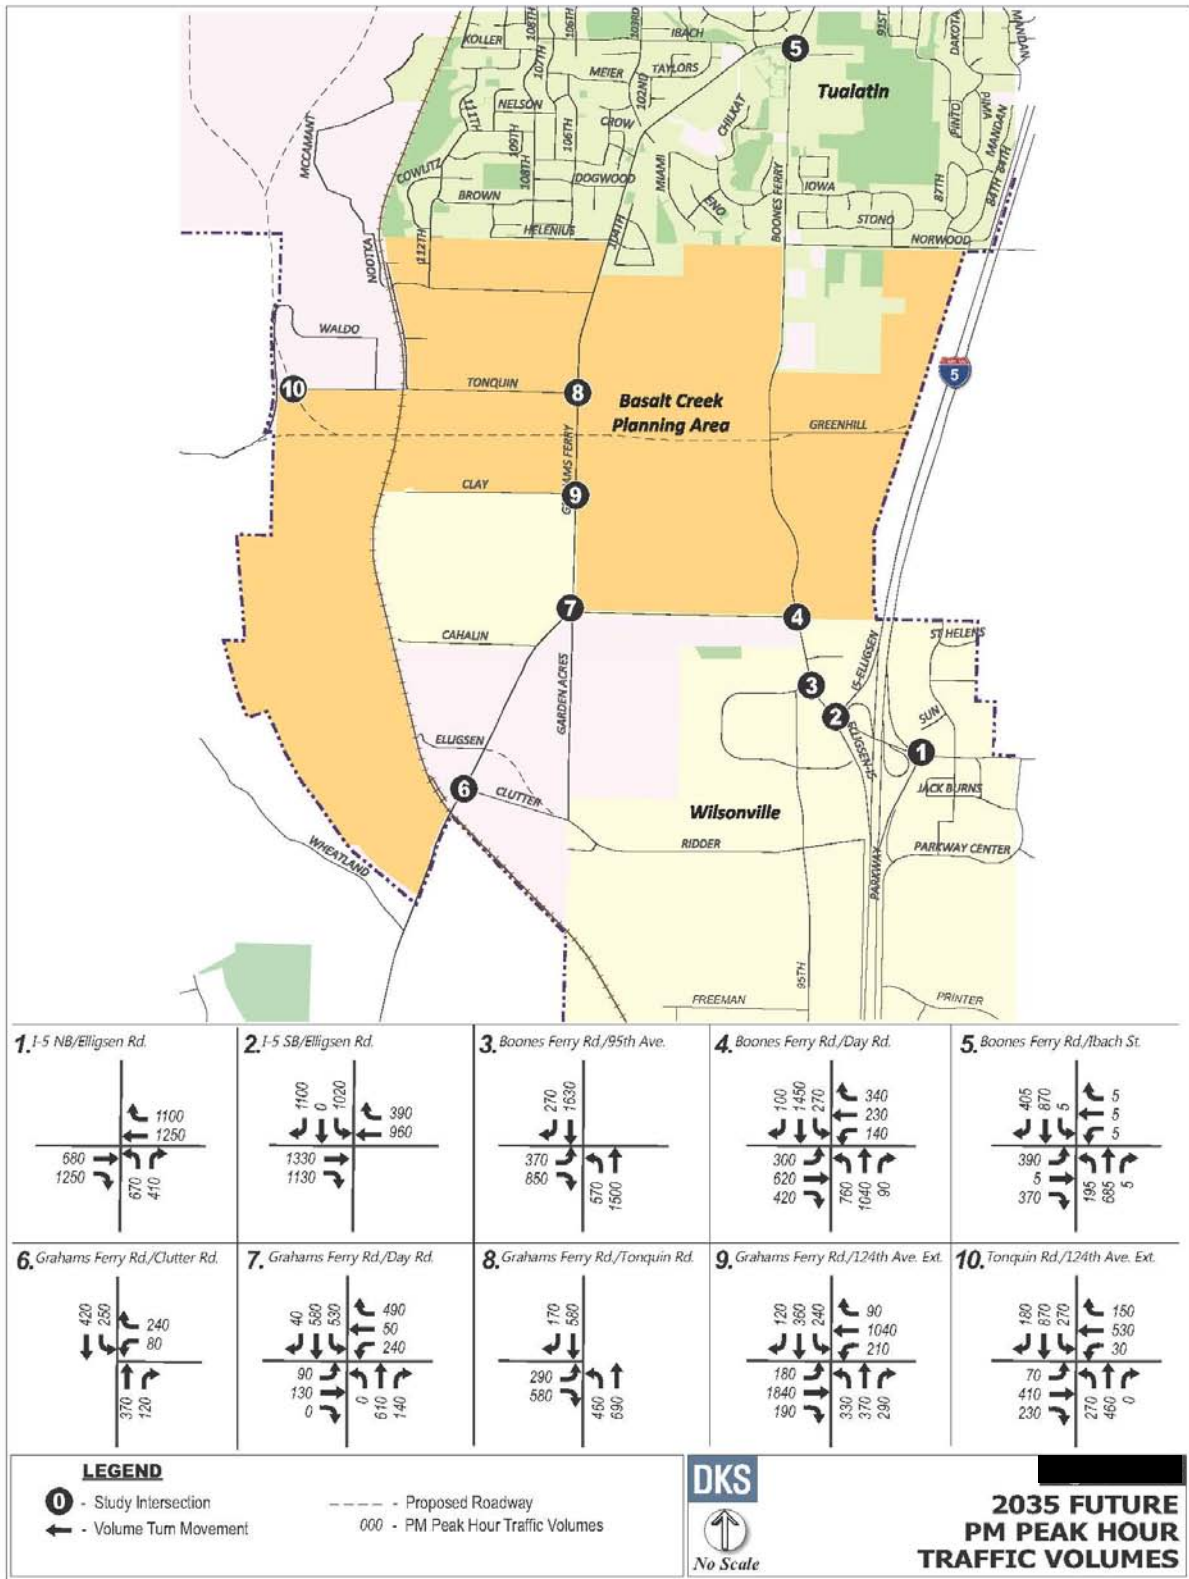 KOLLER
108TH
106TH
103RD
IBACH
5
91ST
DAKOTA
MANDAN
107TH
MEIER
TAYLORS
102ND
Tualatin
MCCAMANT
111TH
NELSON
109TH
106TH
CROW
CHILKAT
PINTO
PIMA
MANDAN
COWLITZ
108TH
DOGWOOD
MIAMI
BOONES FERRY
IOWA
87TH
84TH
84TH
BROWN
ENO
STONO
HELENIUS
112TH
104TH
NORWOOD
NOOTKA
WALDO
5
10
TONQUIN
8
Basalt Creek
Planning Area
GREENHILL
GRAHAMS FERRY
CLAY
9
7
4
CAHALIN
ST HELENS
I5-ELLIGSEN
GARDEN ACRES
3
2
SUN
ELLIGSEN
ELLIGSEN-I5
1
6
CLUTTER
JACK BURNS
Wilsonville
WHEATLAND
RIDDER
PARKWAY
PARKWAY CENTER
95TH
FREEMAN
PRINTER
1. I-5 NB/Elligsen Rd.
1100
1250
680
1250
670
410
2. I-5 SB/Elligsen Rd.
1100
0
1020
390
960
1330
1130
3. Boones Ferry Rd./95th Ave.
270
1630
370
850
570
1500
4. Boones Ferry Rd./Day Rd.
100
1450
270
340
230
140
300
620
420
760
1040
90
5. Boones Ferry Rd./Ibach St.
405
870
5
5
5
5
390
5
370
195
685
5
6. Grahams Ferry Rd./Clutter Rd.
420
250
240
80
370
120
7. Grahams Ferry Rd./Day Rd.
40
580
530
490
50
240
90
130
0
0
610
140
8. Grahams Ferry Rd./Tonquin Rd.
170
580
290
580
460
690
9. Grahams Ferry Rd./124th Ave. Ext.
120
360
240
90
1040
210
180
1840
190
330
370
290
10. Tonquin Rd./124th Ave. Ext.
180
870
270
150
530
30
70
410
230
270
460
0
LEGEND
0 - Study Intersection
- Volume Turn Movement
- Proposed Roadway
000 - PM Peak Hour Traffic Volumes
DKS
No Scale
2035 FUTURE
PM PEAK HOUR
TRAFFIC VOLUMES